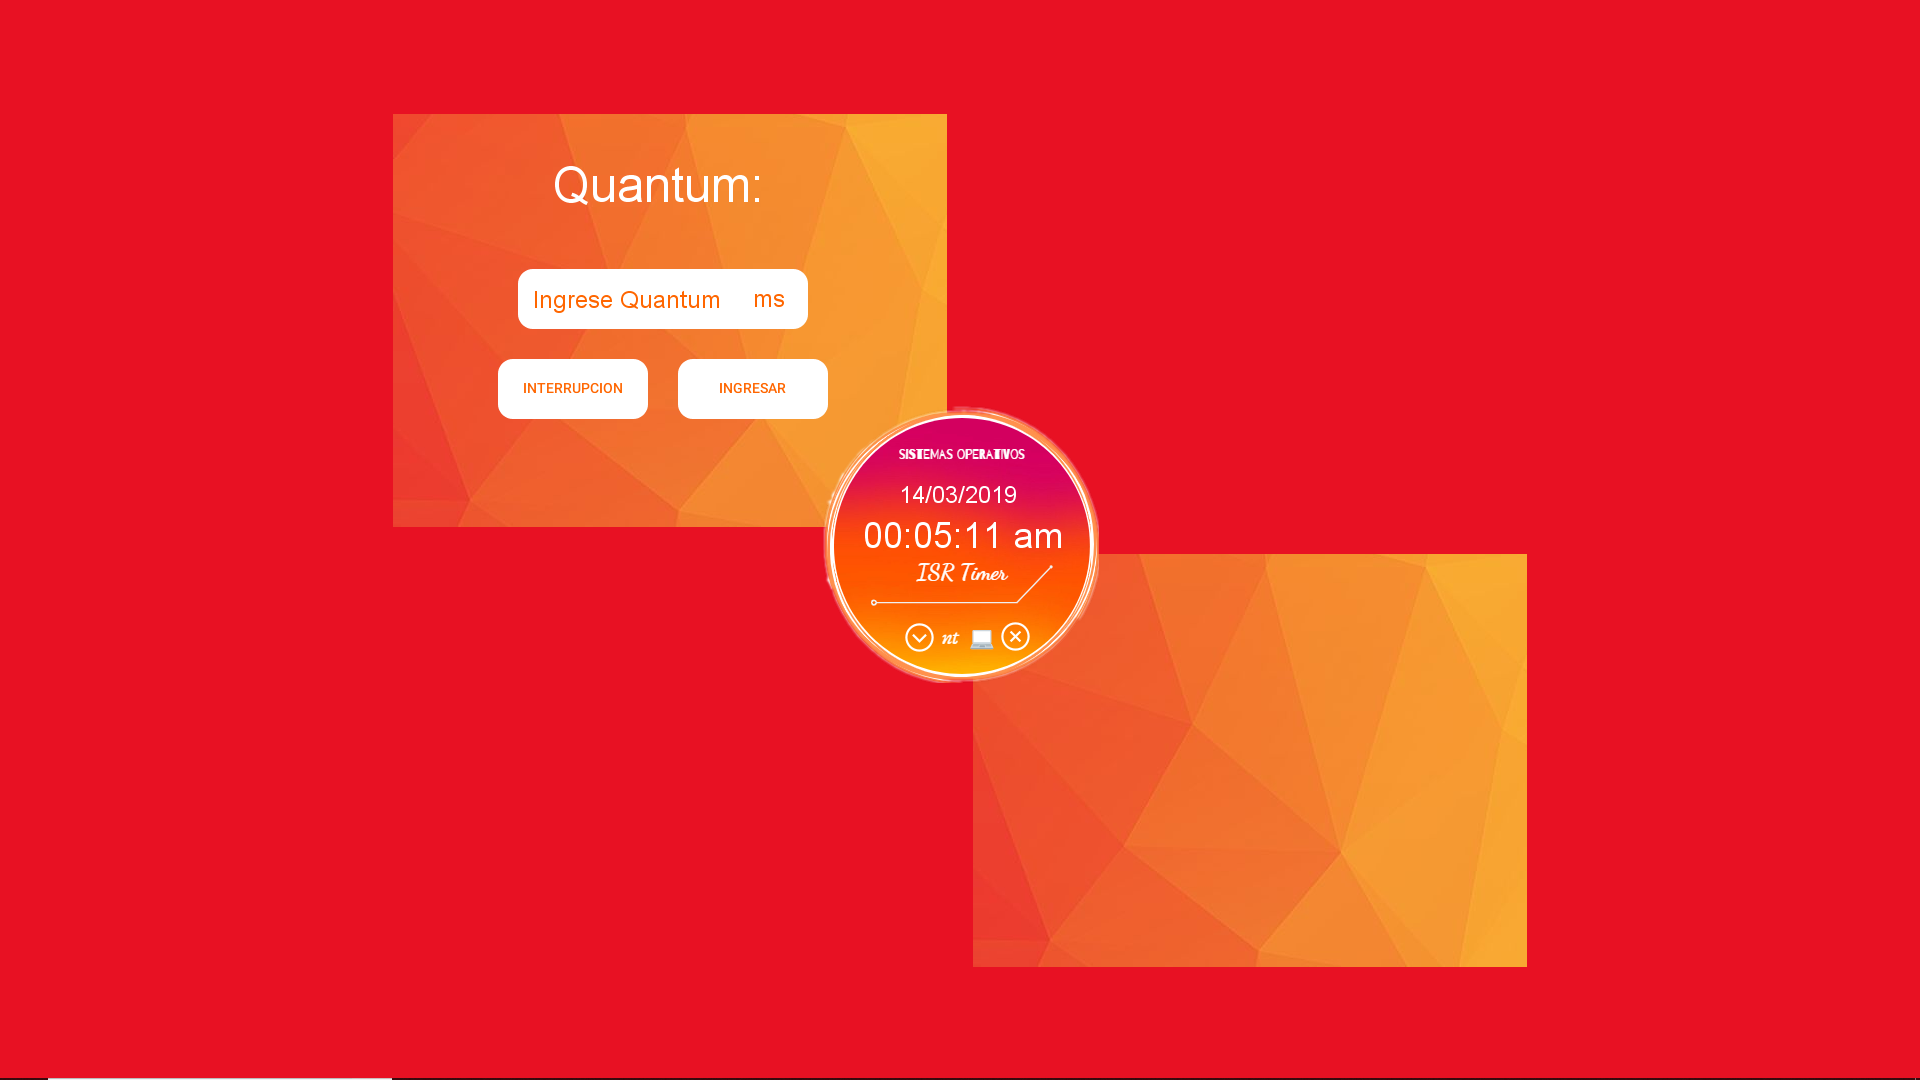 Quantum:
Ingrese Quantum ms
INTERRUPCION INGRESAR
SISTEMAS OPERATIVOS
14/03/2019
00:05:11 am
ISR Timer
nt